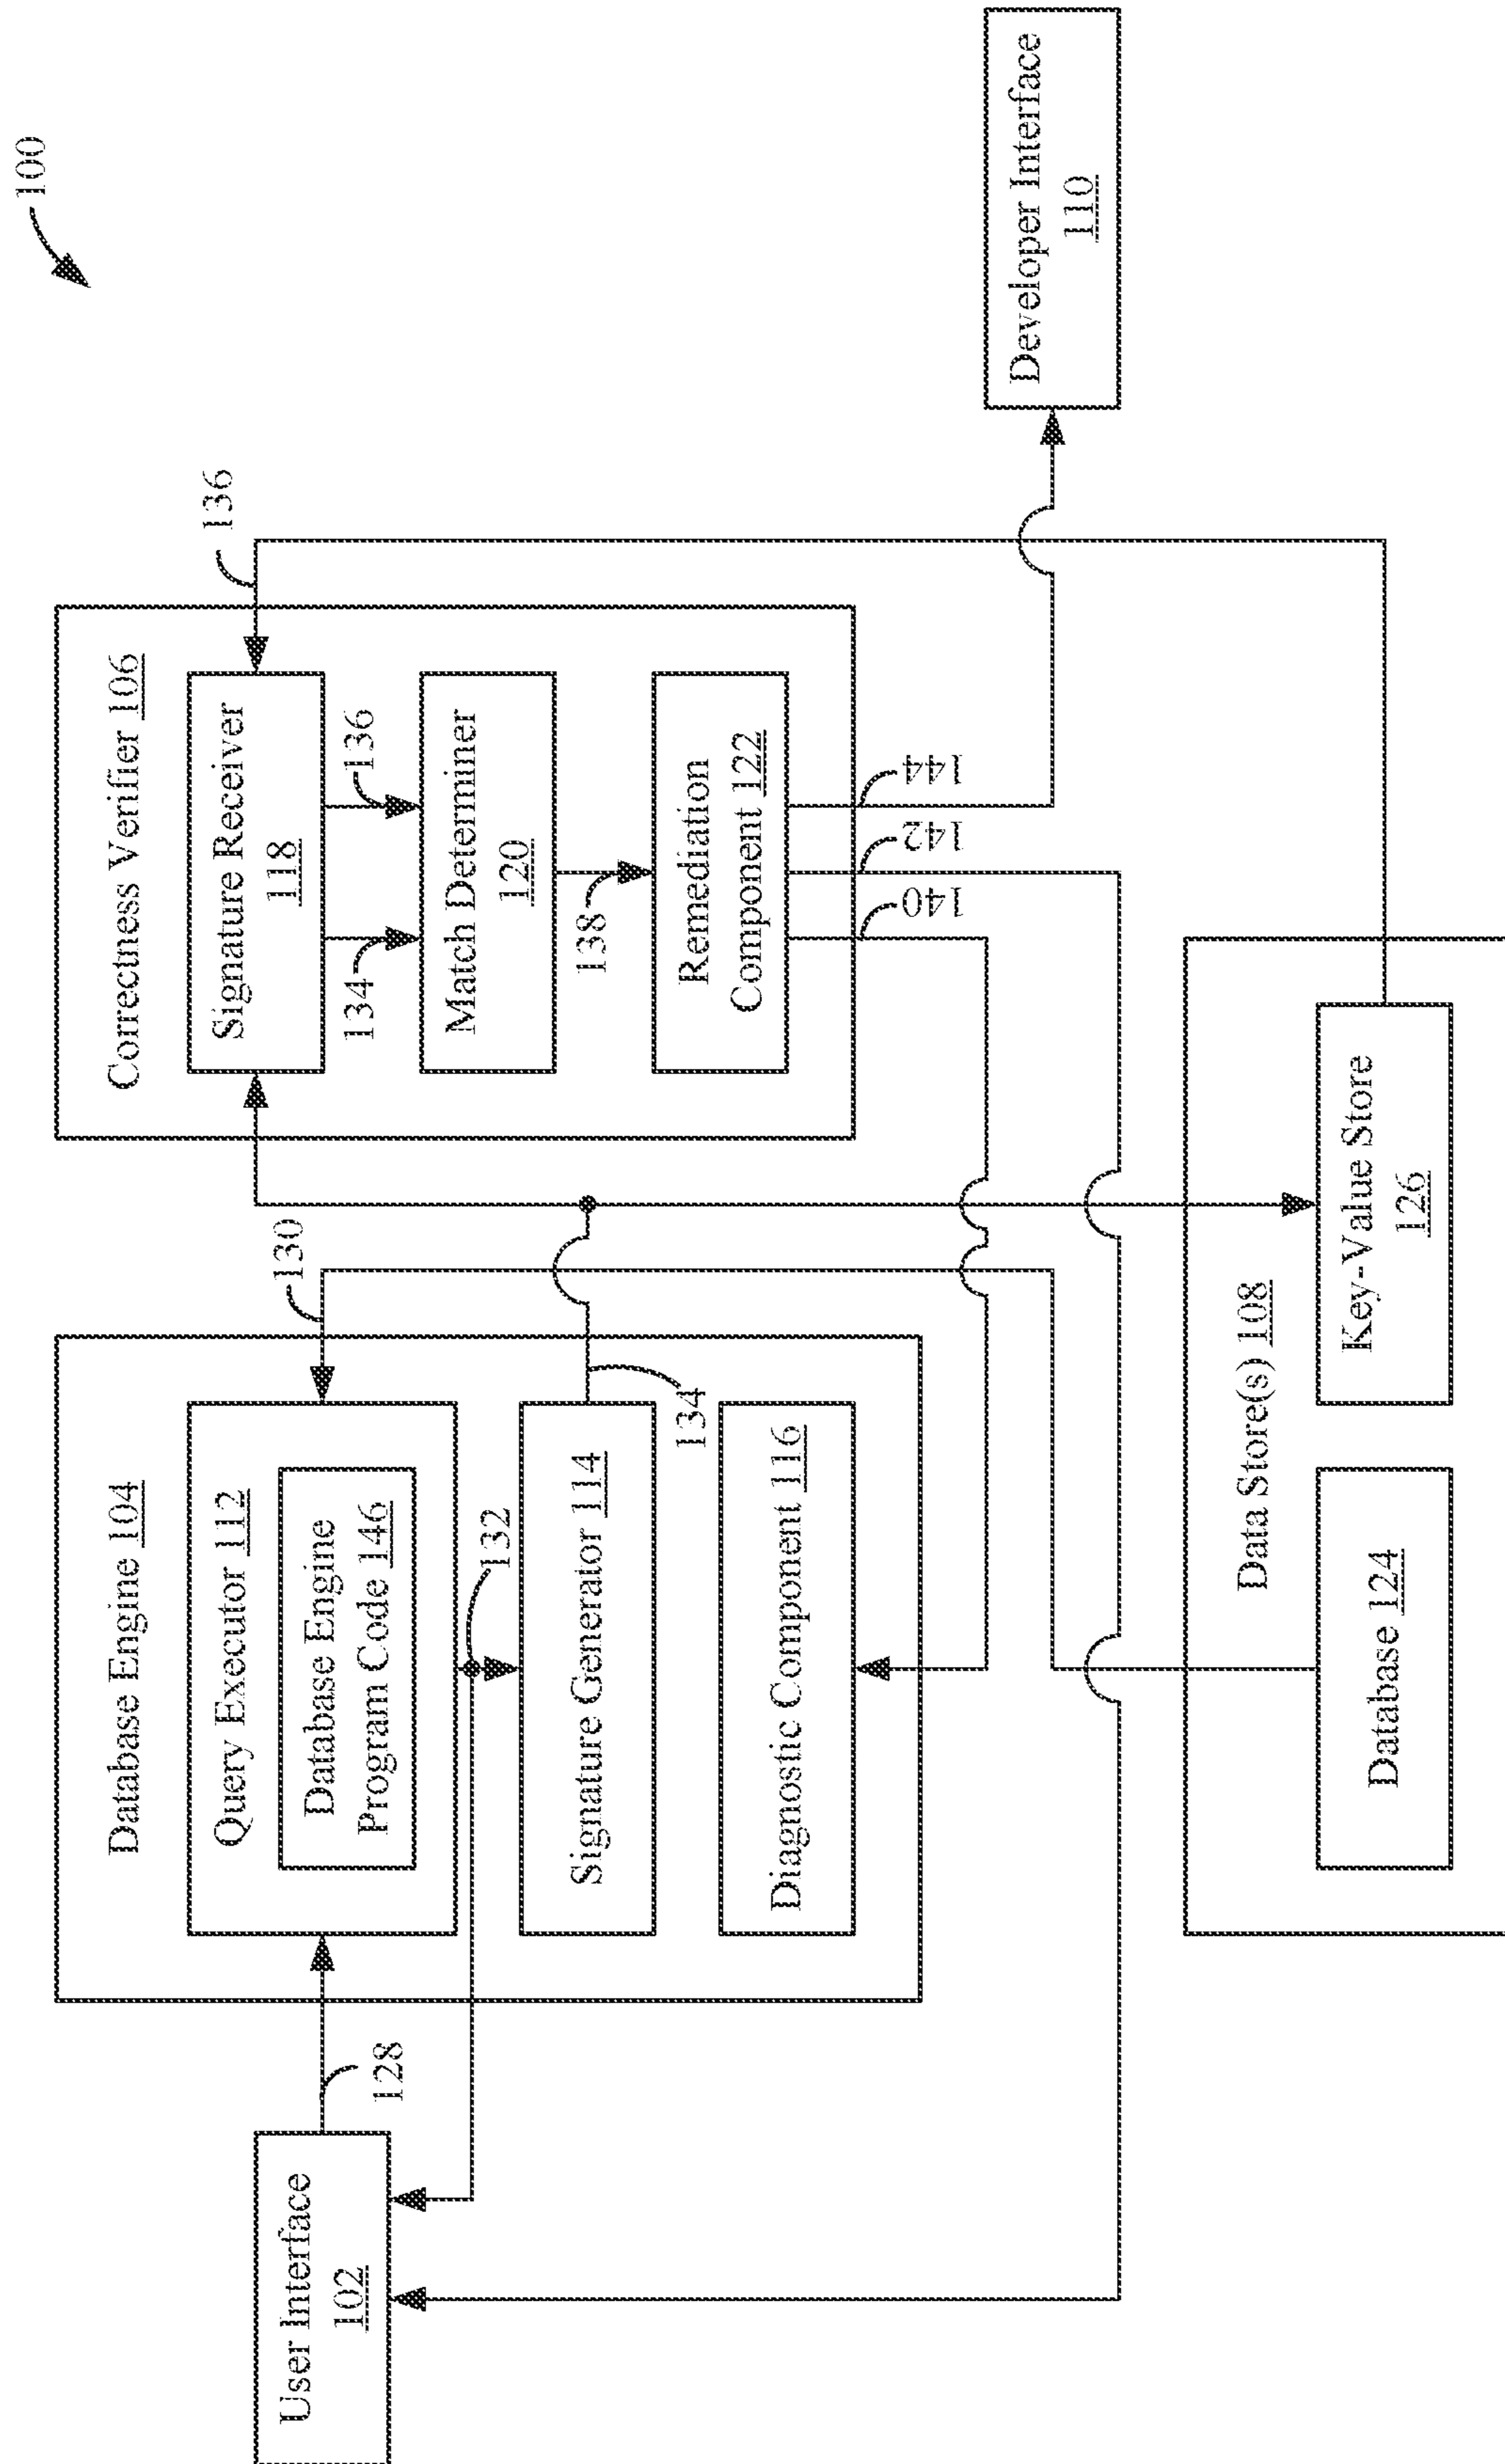 100
User Interface
102
128
Database Engine 104
Query Executor 112
Database Engine
Program Code 146
130
132
Signature Generator 114
134
Diagnostic Component 116
Correctness Verifier 106
136
Signature Receiver
118
134
136
Match Determiner
120
138
Remediation
Component 122
140
142
144
Developer Interface
110
Data Store(s) 108
Database 124
Key-Value Store
126